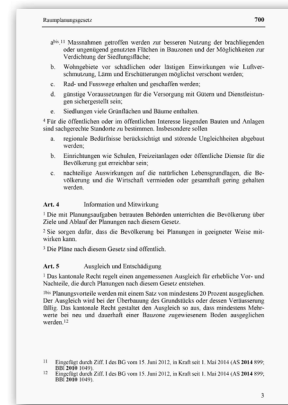 Raumplanungsgesetz 700
abis.11 Massnahmen getroffen werden zur besseren Nutzung der brachliegenden
oder ungenügend genutzten Flächen in Bauzonen und der Möglichkeiten zur
Verdichtung der Siedlungsfläche;
b. Wohngebiete vor schädlichen oder lästigen Einwirkungen wie Luftver-
schmutzung, Lärm und Erschütterungen möglichst verschont werden;
c. Rad- und Fusswege erhalten und geschaffen werden;
d. günstige Voraussetzungen für die Versorgung mit Gütern und Dienstleistun-
gen sichergestellt sein;
e. Siedlungen viele Grünflächen und Bäume enthalten.
4 Für die öffentlichen oder im öffentlichen Interesse liegenden Bauten und Anlagen
sind sachgerechte Standorte zu bestimmen. Insbesondere sollen
a. regionale Bedürfnisse berücksichtigt und störende Ungleichheiten abgebaut
werden;
b. Einrichtungen wie Schulen, Freizeitanlagen oder öffentliche Dienste für die
Bevölkerung gut erreichbar sein;
c. nachteilige Auswirkungen auf die natürlichen Lebensgrundlagen, die Be-
völkerung und die Wirtschaft vermieden oder gesamthaft gering gehalten
werden.
Art. 4 Information und Mitwirkung
1 Die mit Planungsaufgaben betrauten Behörden unterrichten die Bevölkerung über
Ziele und Ablauf der Planungen nach diesem Gesetz.
2 Sie sorgen dafür, dass die Bevölkerung bei Planungen in geeigneter Weise mit-
wirken kann.
3 Die Pläne nach diesem Gesetz sind öffentlich.
Art. 5 Ausgleich und Entschädigung
1 Das kantonale Recht regelt einen angemessenen Ausgleich für erhebliche Vor- und
Nachteile, die durch Planungen nach diesem Gesetz entstehen.
1bis Planungsvorteile werden mit einem Satz von mindestens 20 Prozent ausgeglichen.
Der Ausgleich wird bei der Überbauung des Grundstücks oder dessen Veräusserung
fällig. Das kantonale Recht gestaltet den Ausgleich so aus, dass mindestens Mehr-
werte bei neu und dauerhaft einer Bauzone zugewiesenem Boden ausgeglichen
werden.12
11 Eingefügt durch Ziff. I des BG vom 15. Juni 2012, in Kraft seit 1. Mai 2014 (AS 2014 899;
BBl 2010 1049).
12 Eingefügt durch Ziff. I des BG vom 15. Juni 2012, in Kraft seit 1. Mai 2014 (AS 2014 899;
BBl 2010 1049).
3